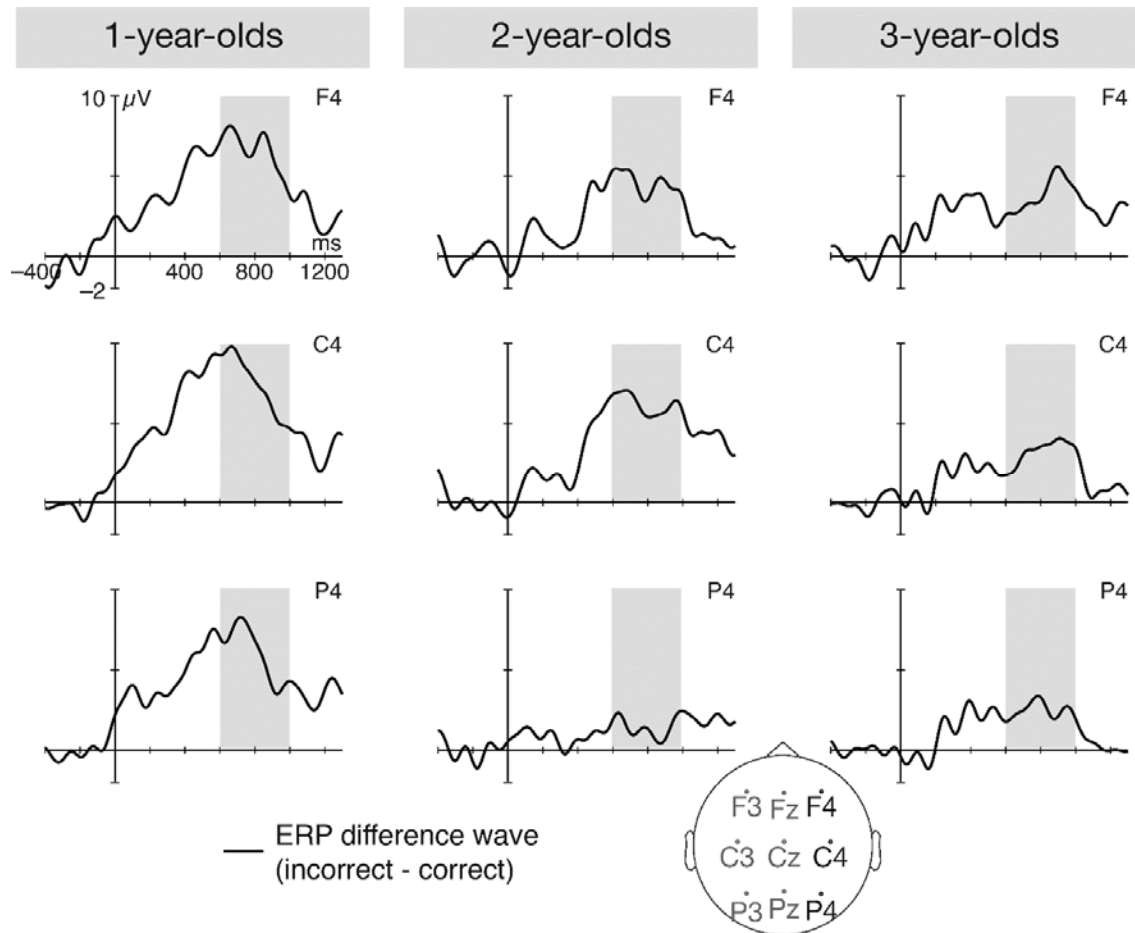 1-year-olds 2-year-olds 3-year-olds
10 µV F4 F4 F4
ms
–400 400 800 1200
–2
C4 C4 C4
P4 P4 P4
ERP difference wave
(incorrect - correct)
F3 Fz F4
C3 Cz C4
P3 Pz P4